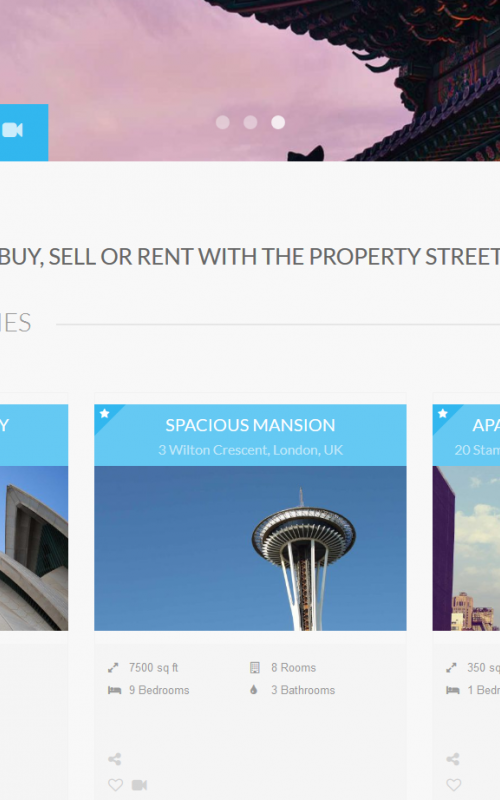 BUY, SELL OR RENT WITH THE PROPERTY STREET
IES
Y
SPACIOUS MANSION
3 Wilton Crescent, London, UK
APA
20 Stam
7500 sq ft
8 Rooms
9 Bedrooms
3 Bathrooms
350 sq
1 Bedr